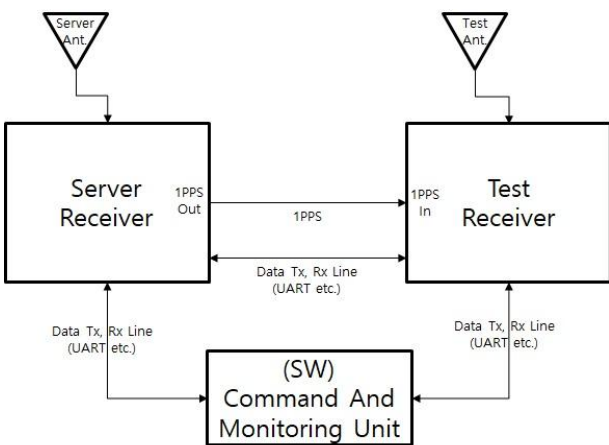 Server
Ant.
Test
Ant.
Server
Receiver
1PPS
Out
1PPS
1PPS
In
Test
Receiver
Data Tx, Rx Line
(UART etc.)
Data Tx, Rx Line
(UART etc.)
Data Tx, Rx Line
(UART etc.)
(SW)
Command And
Monitoring Unit